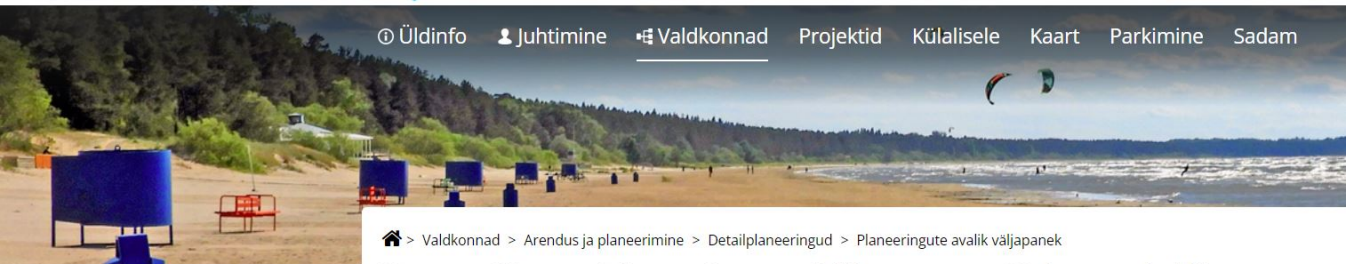 Üldinfo Juhtimine Valdkonnad Projektid Külalisele Kaart Parkimine Sadam
> Valdkonnad > Arendus ja planeerimine > Detailplaneeringud > Planeeringute avalik väljapanek